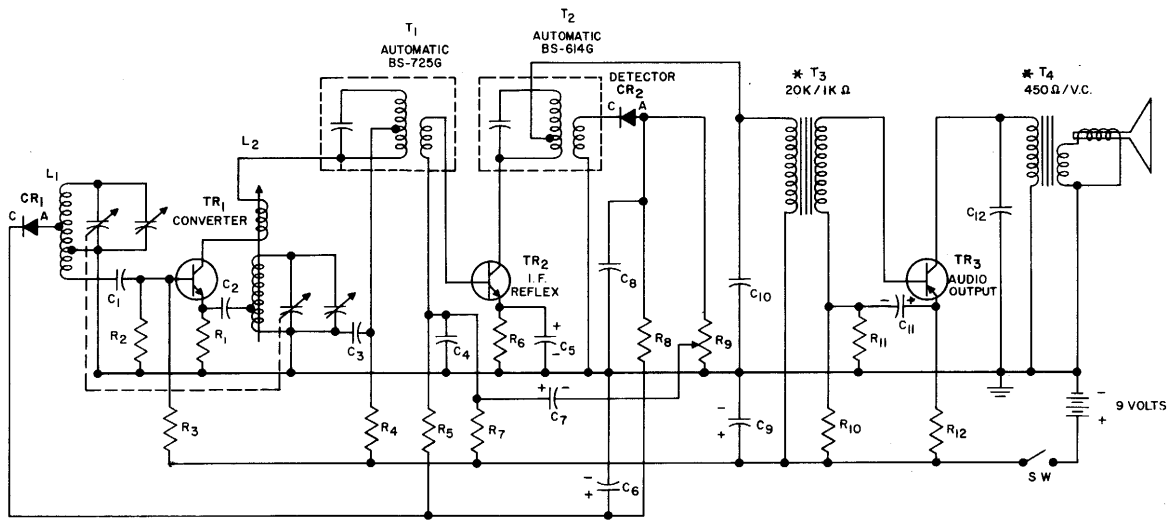 T1
AUTOMATIC
BS-725G
T2
AUTOMATIC
BS-614G
DETECTOR
CR2
C A
* T3
20K/1K Ω
* T4
450Ω/V.C.
L1
L2
CR1
C A
TR1
CONVERTER
C1
C2
R2
R1
C3
TR2
I.F.
REFLEX
R6
+
C5
-
C4
C8
R8
R9
C10
TR3
AUDIO
OUTPUT
- +
C11
R11
C12
+ -
C7
R3
R4
R5
R7
-
+
C9
R10
R12
-
9 VOLTS
+
SW
-
+
C6